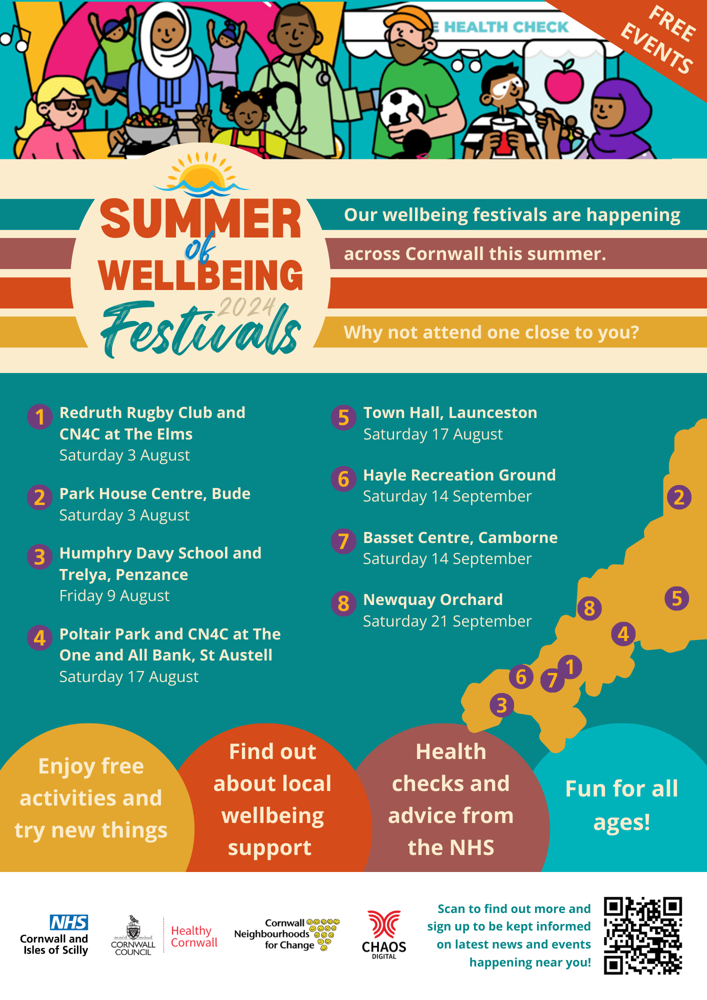 FREE
EVENTS
E HEALTH CHECK
SUMMER
of
WELLBEING
2024
Festivals
Our wellbeing festivals are happening
across Cornwall this summer.
Why not attend one close to you?
1
Redruth Rugby Club and
CN4C at The Elms
Saturday 3 August
2
Park House Centre, Bude
Saturday 3 August
3
Humphry Davy School and
Trelya, Penzance
Friday 9 August
4
Poltair Park and CN4C at The
One and All Bank, St Austell
Saturday 17 August
5
Town Hall, Launceston
Saturday 17 August
6
Hayle Recreation Ground
Saturday 14 September
7
Basset Centre, Camborne
Saturday 14 September
8
Newquay Orchard
Saturday 21 September
2
5
8
4
1
6
7
3
Enjoy free
activities and
try new things
Find out
about local
wellbeing
support
Health
checks and
advice from
the NHS
Fun for all
ages!
NHS
Cornwall and
Isles of Scilly
one and all onen hag oll
CORNWALL
COUNCIL
Healthy
Cornwall
Cornwall
Neighbourhoods
for Change
CHAOS
DIGITAL
Scan to find out more and
sign up to be kept informed
on latest news and events
happening near you!